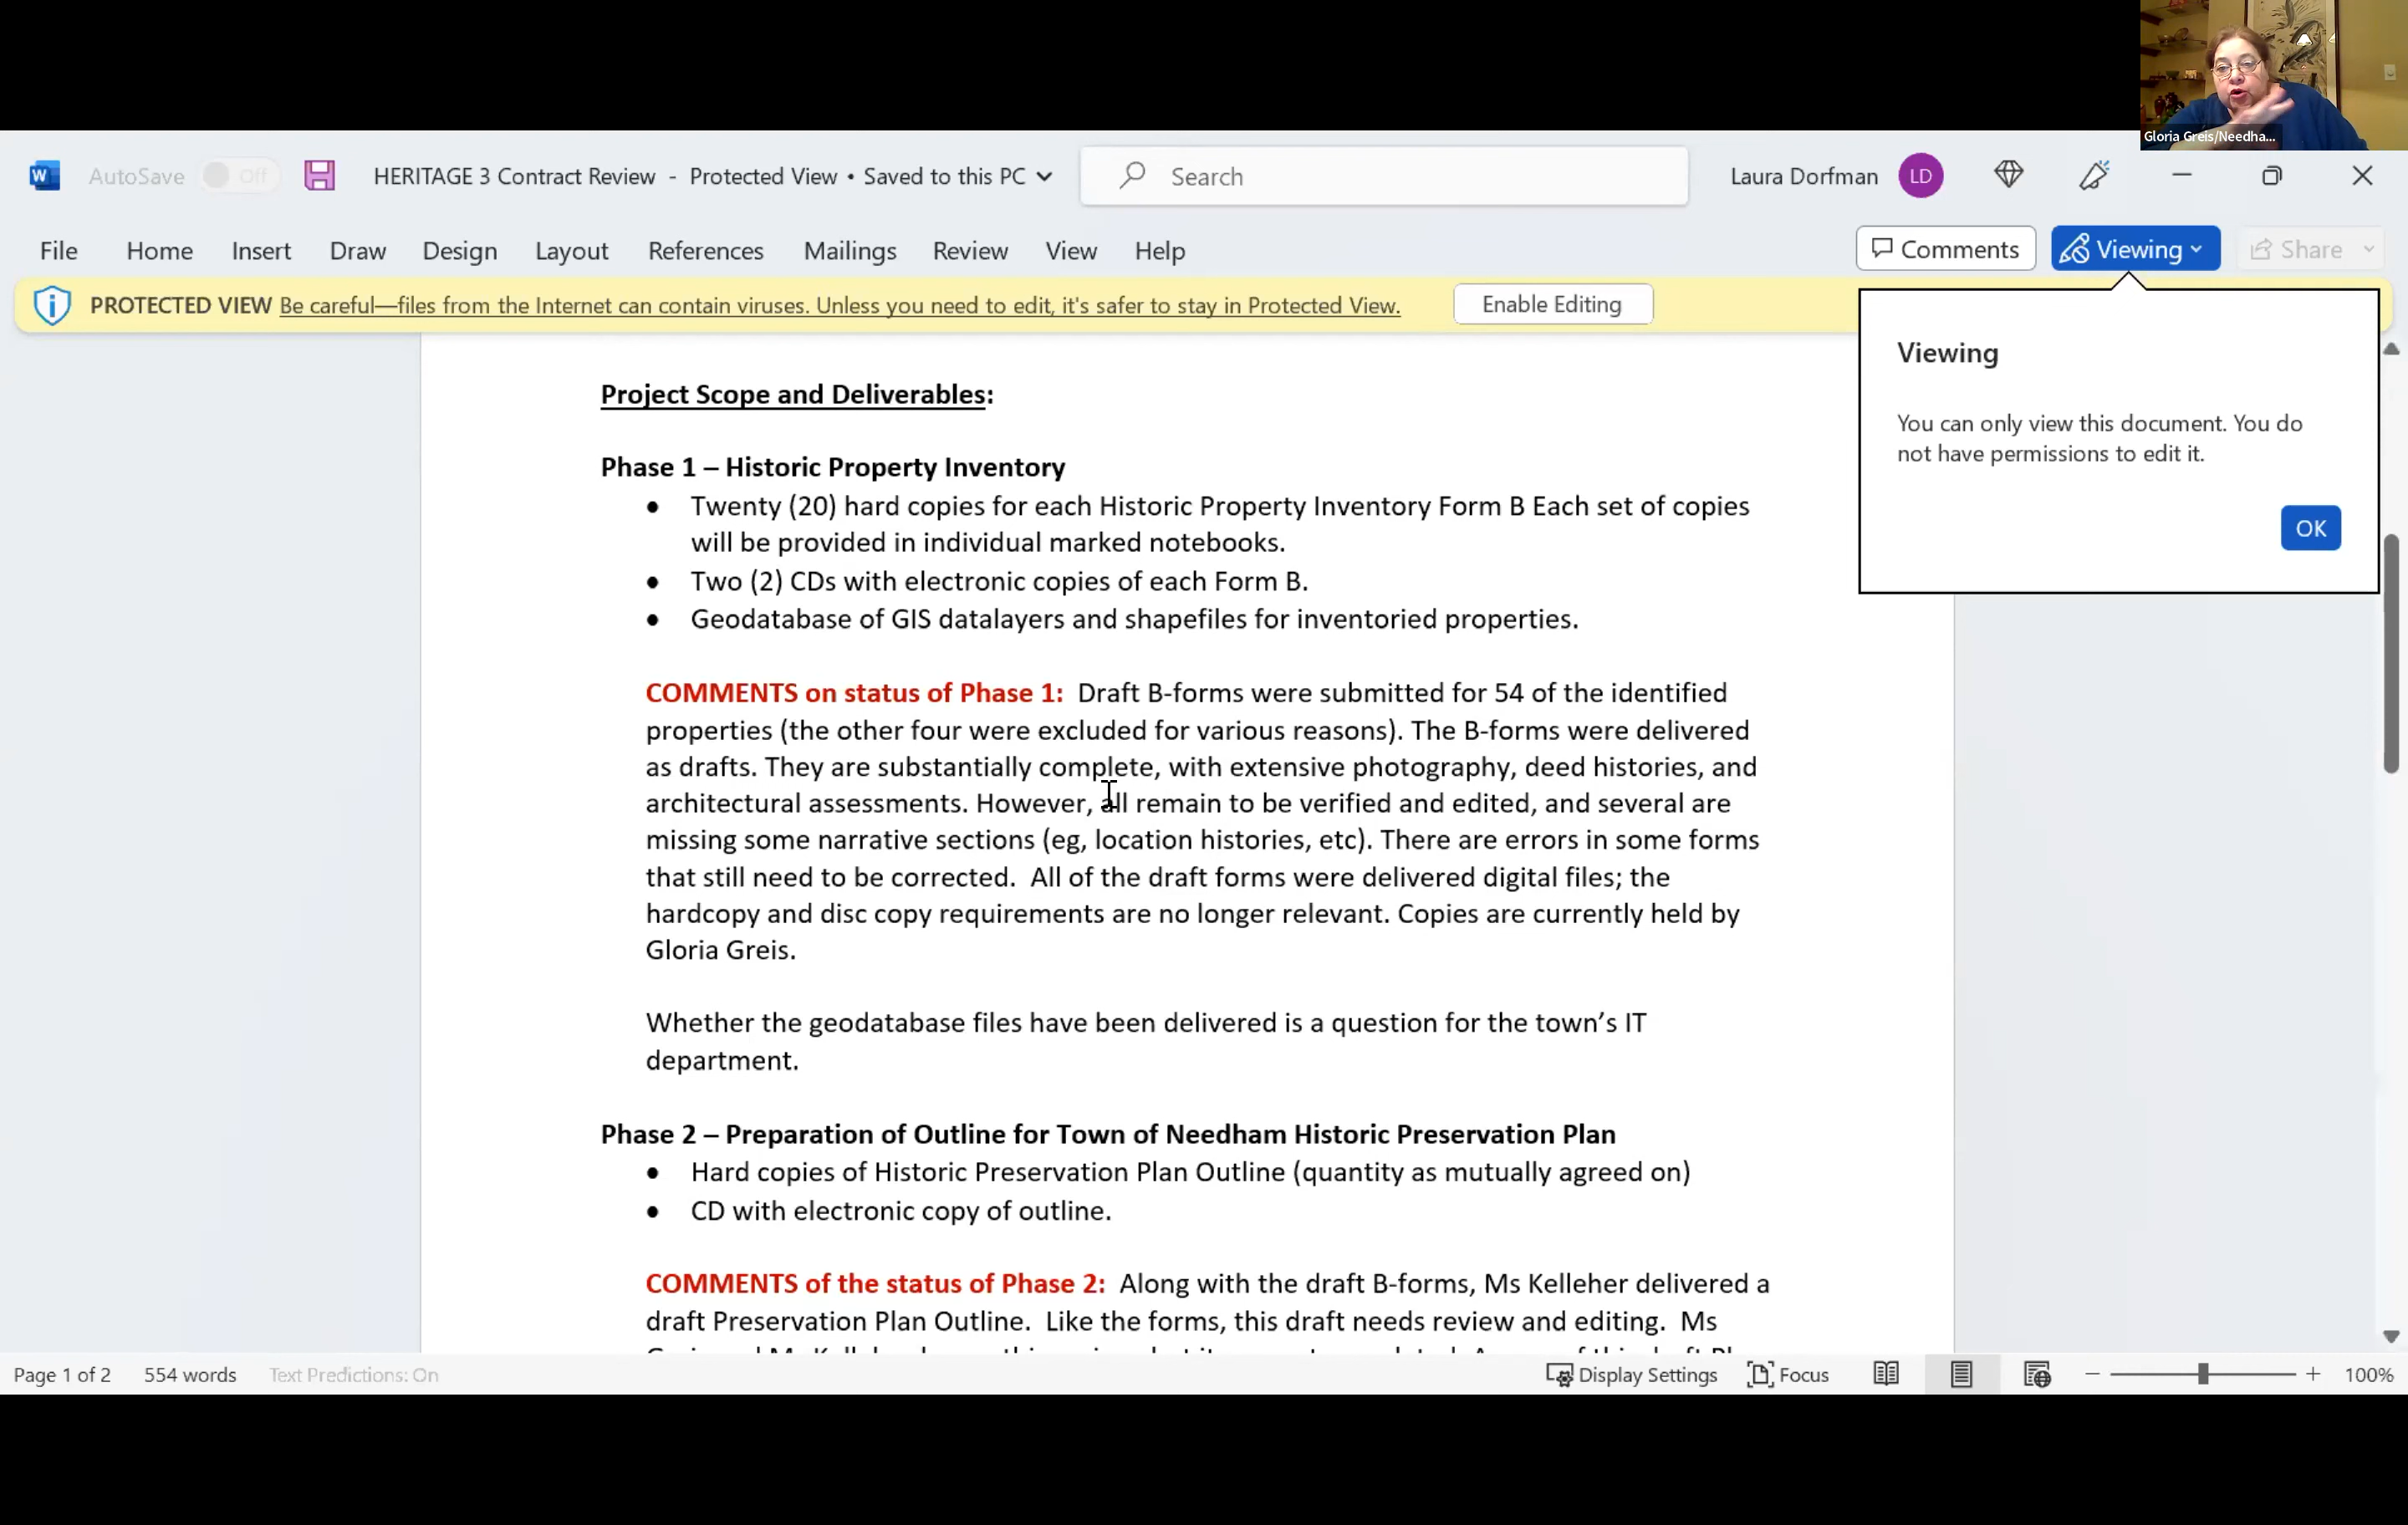 Gloria Greis/Needha...
W
AutoSave Off HERITAGE 3 Contract Review - Protected View • Saved to this PC Search Laura Dorfman LD
File Home Insert Draw Design Layout References Mailings Review View Help Comments Viewing Share
PROTECTED VIEW Be careful—files from the Internet can contain viruses. Unless you need to edit, it's safer to stay in Protected View. Enable Editing
Viewing
You can only view this document. You do
not have permissions to edit it.
OK
Project Scope and Deliverables:
Phase 1 – Historic Property Inventory
• Twenty (20) hard copies for each Historic Property Inventory Form B Each set of copies
will be provided in individual marked notebooks.
• Two (2) CDs with electronic copies of each Form B.
• Geodatabase of GIS datalayers and shapefiles for inventoried properties.
COMMENTS on status of Phase 1: Draft B-forms were submitted for 54 of the identified
properties (the other four were excluded for various reasons). The B-forms were delivered
as drafts. They are substantially complete, with extensive photography, deed histories, and
architectural assessments. However, all remain to be verified and edited, and several are
missing some narrative sections (eg, location histories, etc). There are errors in some forms
that still need to be corrected. All of the draft forms were delivered digital files; the
hardcopy and disc copy requirements are no longer relevant. Copies are currently held by
Gloria Greis.
Whether the geodatabase files have been delivered is a question for the town’s IT
department.
Phase 2 – Preparation of Outline for Town of Needham Historic Preservation Plan
• Hard copies of Historic Preservation Plan Outline (quantity as mutually agreed on)
• CD with electronic copy of outline.
COMMENTS of the status of Phase 2: Along with the draft B-forms, Ms Kelleher delivered a
draft Preservation Plan Outline. Like the forms, this draft needs review and editing. Ms
Page 1 of 2 554 words Text Predictions: On Display Settings Focus 100%